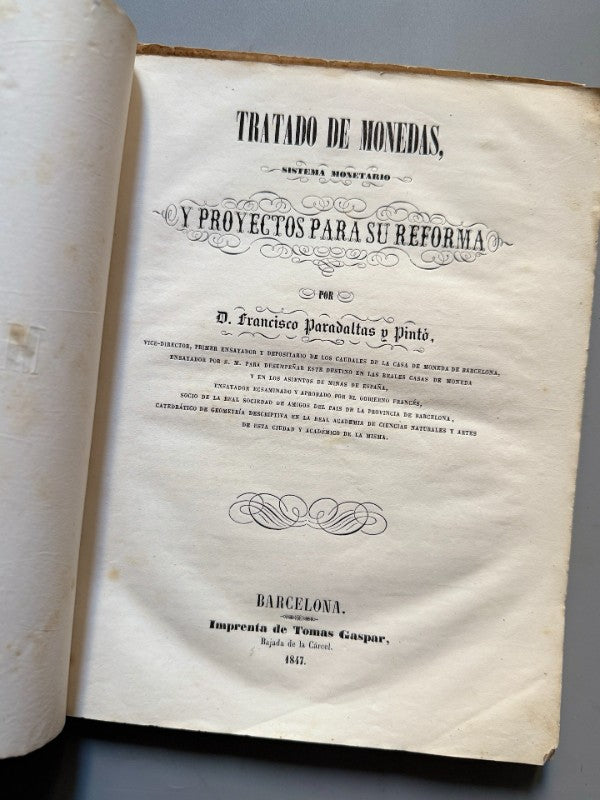 TRATADO DE MONEDAS,
SISTEMA MONETARIO
Y PROYECTOS PARA SU REFORMA
POR
D. Francisco Paradaltas y Pintò,
VICE-DIRECTOR, PRIMER ENSAYADOR Y DEPOSITARIO DE LOS CAUDALES DE LA CASA DE MONEDA DE BARCELONA,
ENSAYADOR POR S. M. PARA DESEMPEÑAR ESTE DESTINO EN LAS REALES CASAS DE MONEDA
Y EN LOS ASIENTOS DE MINAS DE ESPAÑA,
ENSAYADOR ECSAMINADO Y APROBADO POR EL GOBIERNO FRANCÉS,
SOCIO DE LA REAL SOCIEDAD DE AMIGOS DEL PAIS DE LA PROVINCIA DE BARCELONA,
CATEDRÁTICO DE GEOMETRÍA DESCRIPTIVA EN LA REAL ACADEMIA DE CIENCIAS NATURALES Y ARTES
DE ESTA CIUDAD Y ACADÉMICO DE LA MISMA.
BARCELONA.
Imprenta de Tomas Gaspar,
Bajada de la Cárcel.
1847.